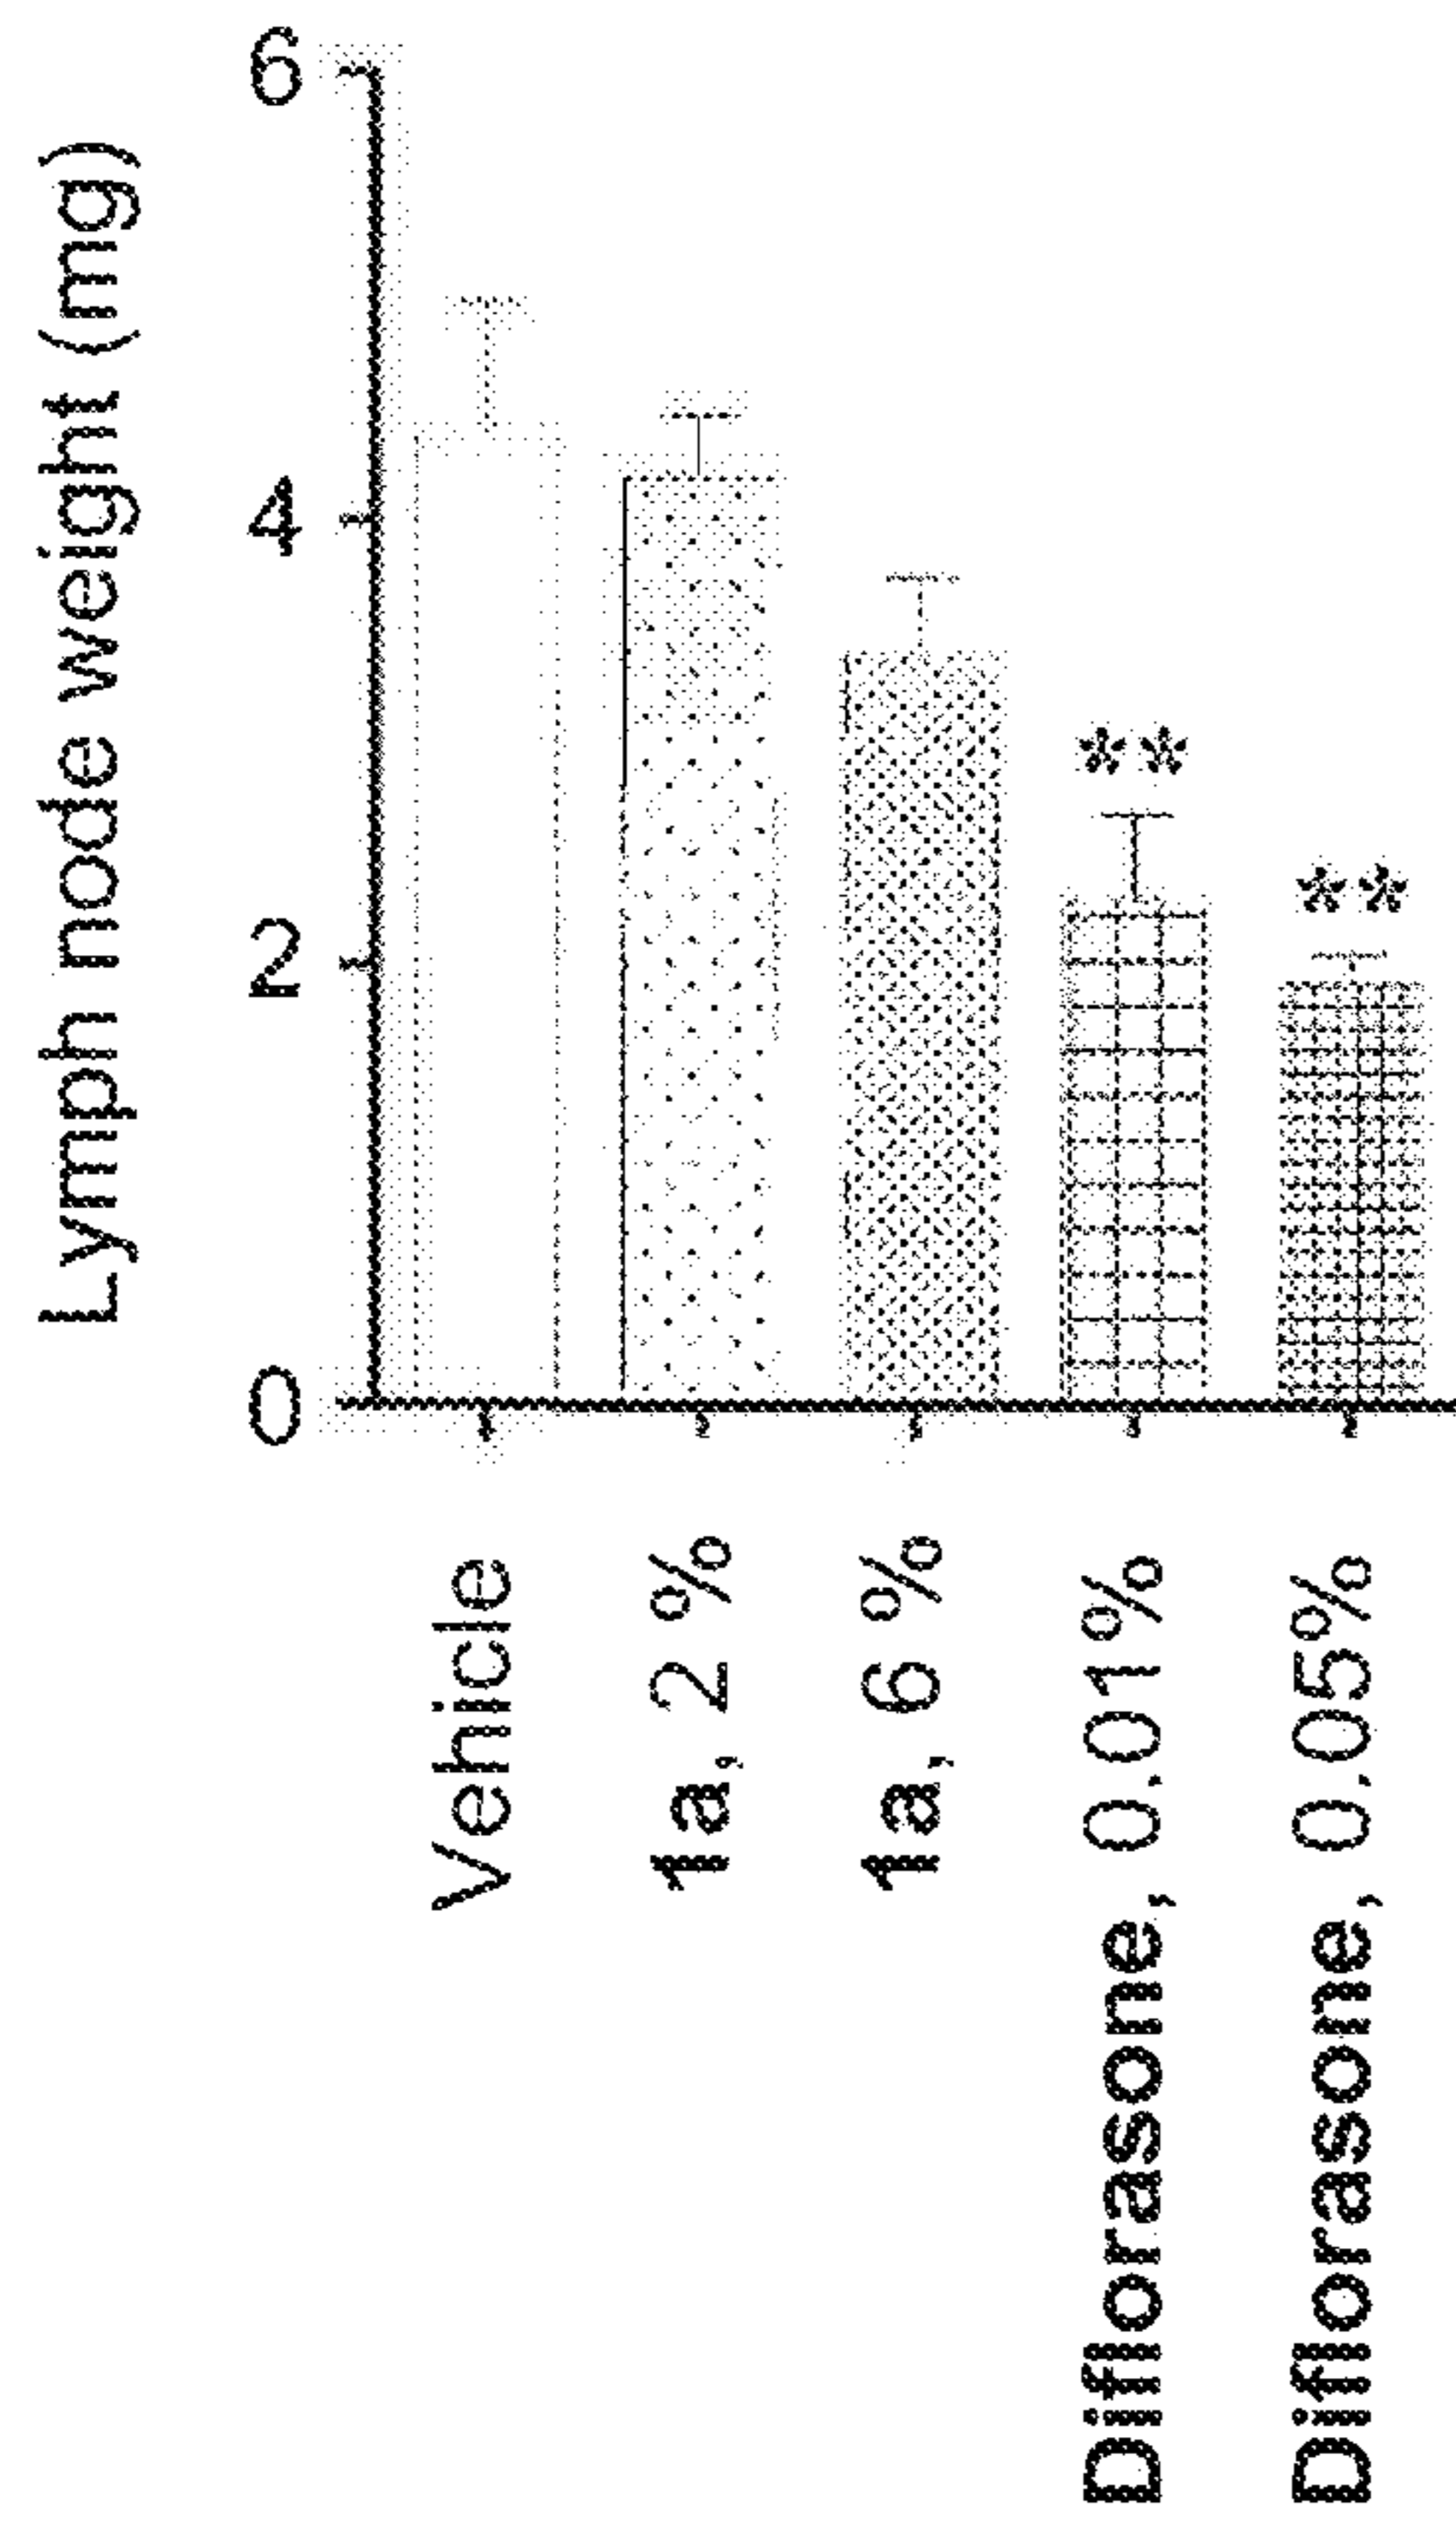 Lymph node weight (mg)
6
4
2
0
**
**
Vehicle
1a, 2 %
1a, 6 %
Diflorasone, 0.01%
Diflorasone, 0.05%